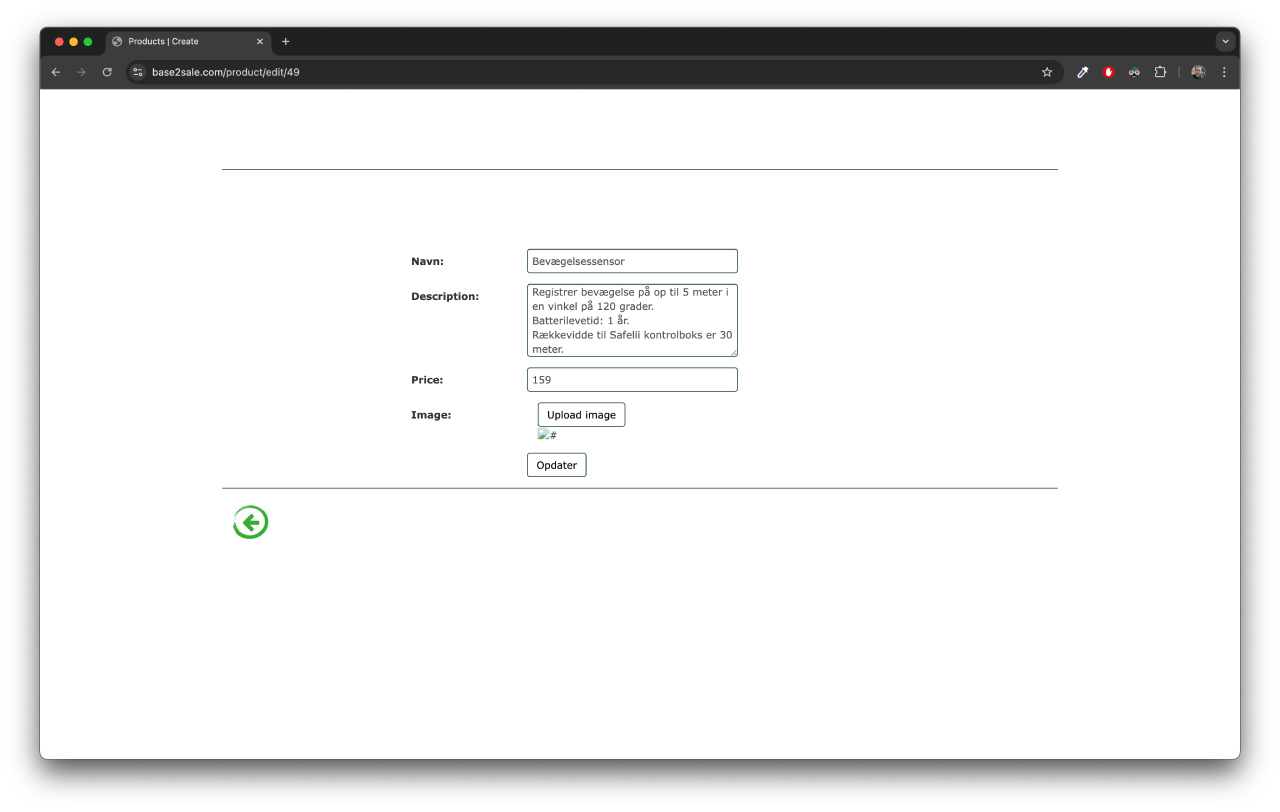 Products | Create
base2sale.com/product/edit/49
Navn:
Bevægelsessensor
Description:
Registrer bevægelse på op til 5 meter i
en vinkel på 120 grader.
Batterilevetid: 1 år.
Rækkevidde til Safelii kontrolboks er 30
meter.
Price:
159
Image:
Upload image
#
Opdater